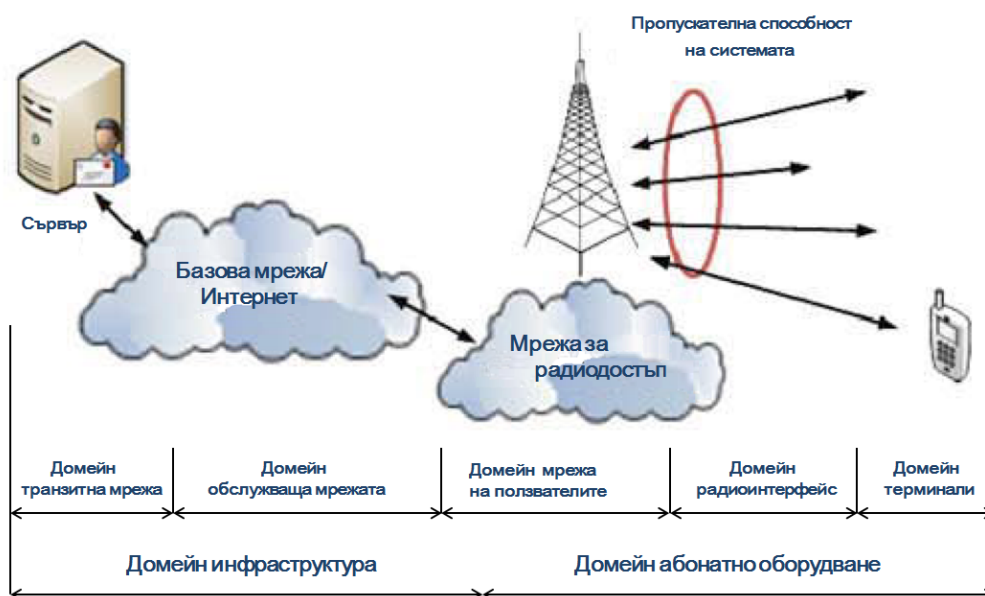 Пропускателна способност
на системата
Сървър
Базова мрежа/
Интернет
Мрежа за
радиодостъп
Домейн
транзитна мрежа
Домейн
обслужваща мрежата
Домейн мрежа
на ползвателите
Домейн
радиоинтерфейс
Домейн
терминали
Домейн инфраструктура
Домейн абонатно оборудване